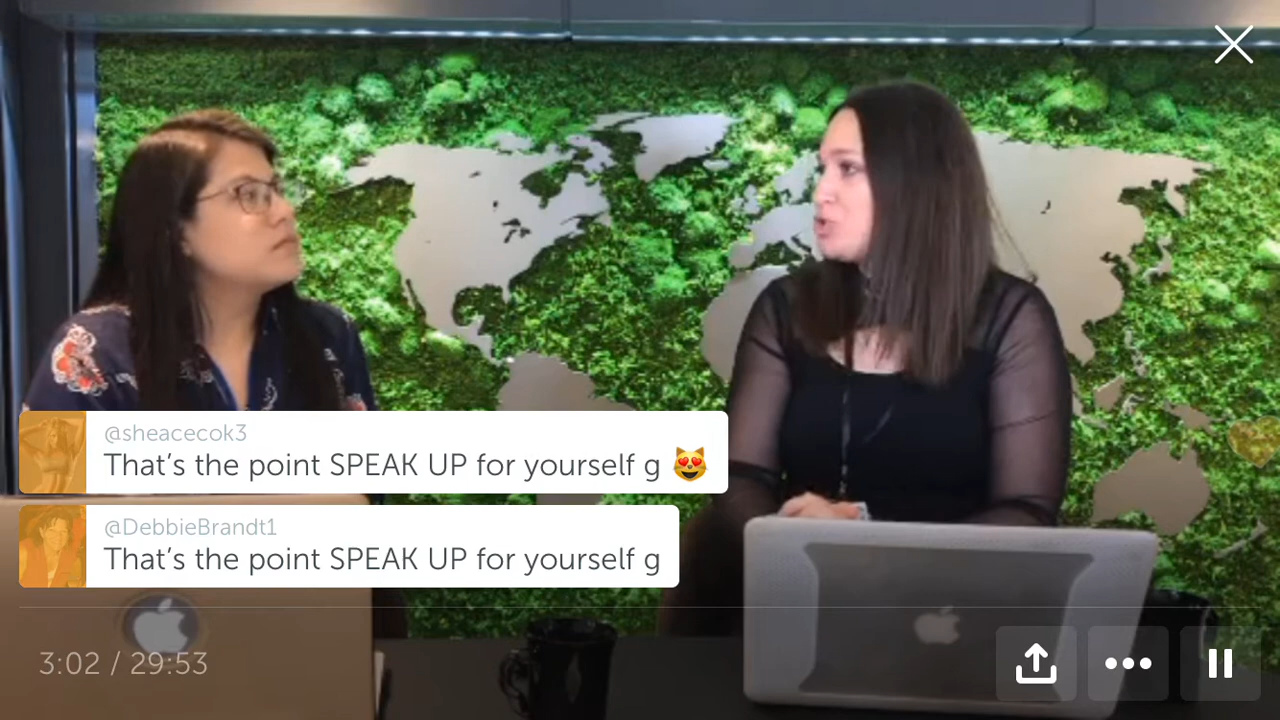 @sheacecok3
That’s the point SPEAK UP for yourself g 😻
@DebbieBrandt1
That’s the point SPEAK UP for yourself g
3:02 / 29:53